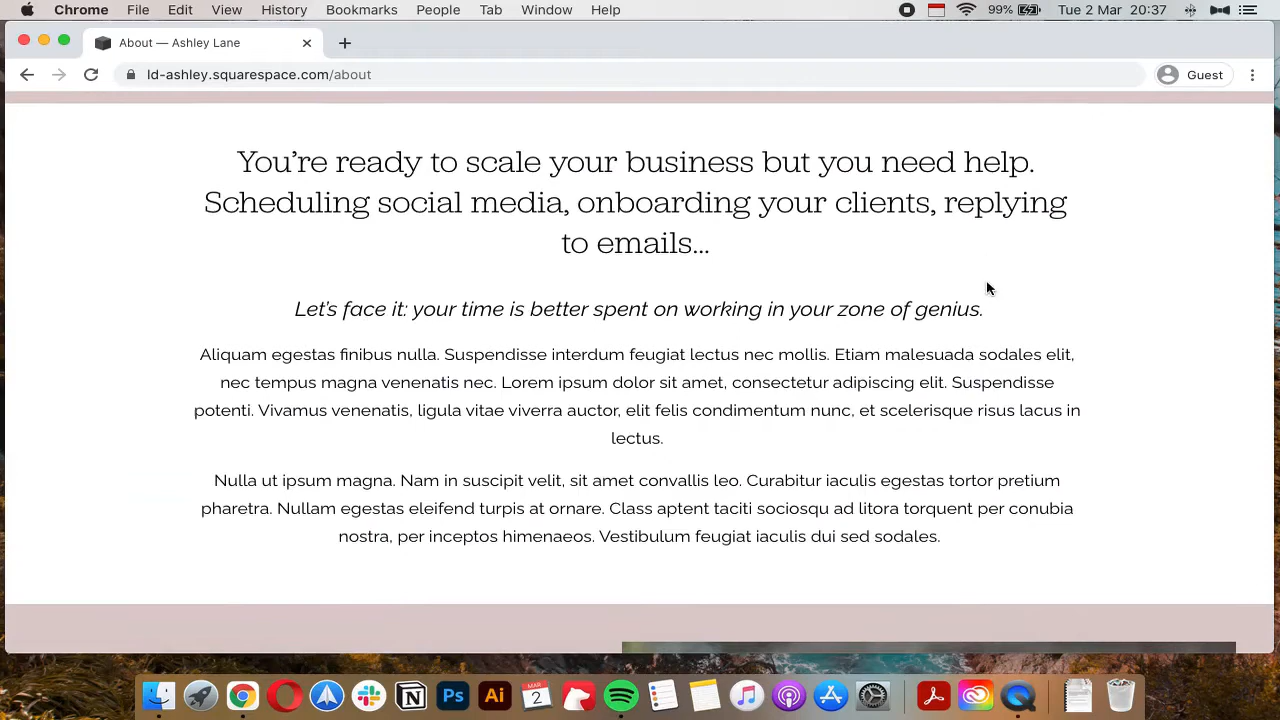 Chrome File Edit View History Bookmarks People Tab Window Help 99% Tue 2 Mar 20:37
About — Ashley Lane
ld-ashley.squarespace.com/about Guest
You're ready to scale your business but you need help.
Scheduling social media, onboarding your clients, replying
to emails...
Let's face it: your time is better spent on working in your zone of genius.
Aliquam egestas finibus nulla. Suspendisse interdum feugiat lectus nec mollis. Etiam malesuada sodales elit,
nec tempus magna venenatis nec. Lorem ipsum dolor sit amet, consectetur adipiscing elit. Suspendisse
potenti. Vivamus venenatis, ligula vitae viverra auctor, elit felis condimentum nunc, et scelerisque risus lacus in
lectus.
Nulla ut ipsum magna. Nam in suscipit velit, sit amet convallis leo. Curabitur iaculis egestas tortor pretium
pharetra. Nullam egestas eleifend turpis at ornare. Class aptent taciti sociosqu ad litora torquent per conubia
nostra, per inceptos himenaeos. Vestibulum feugiat iaculis dui sed sodales.
Ps Ai MAR 2